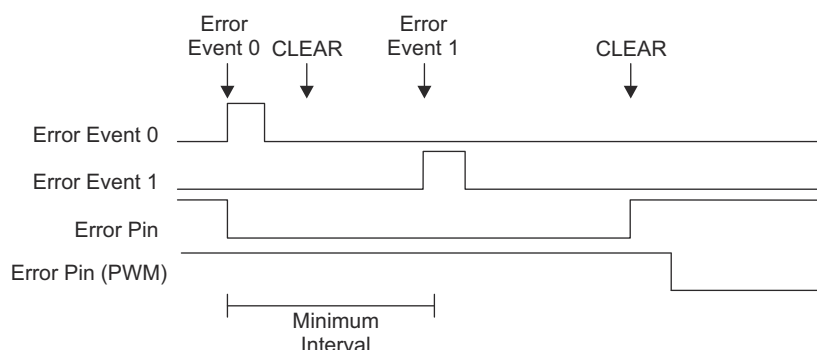 Error
Event 0
CLEAR
Error
Event 1
CLEAR
Error Event 0
Error Event 1
Error Pin
Error Pin (PWM)
Minimum
Interval